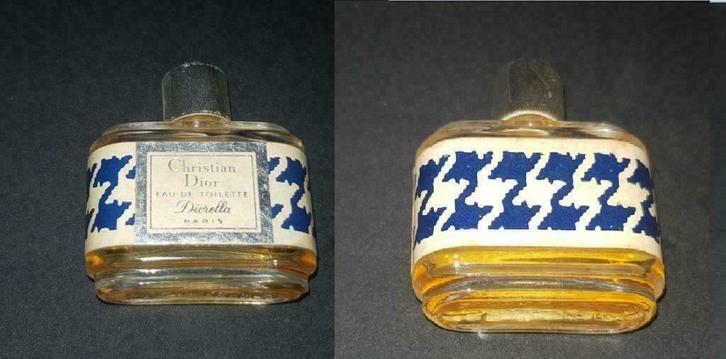 Christian
Dior
EAU DE TOILETTE
Diorella
PARIS